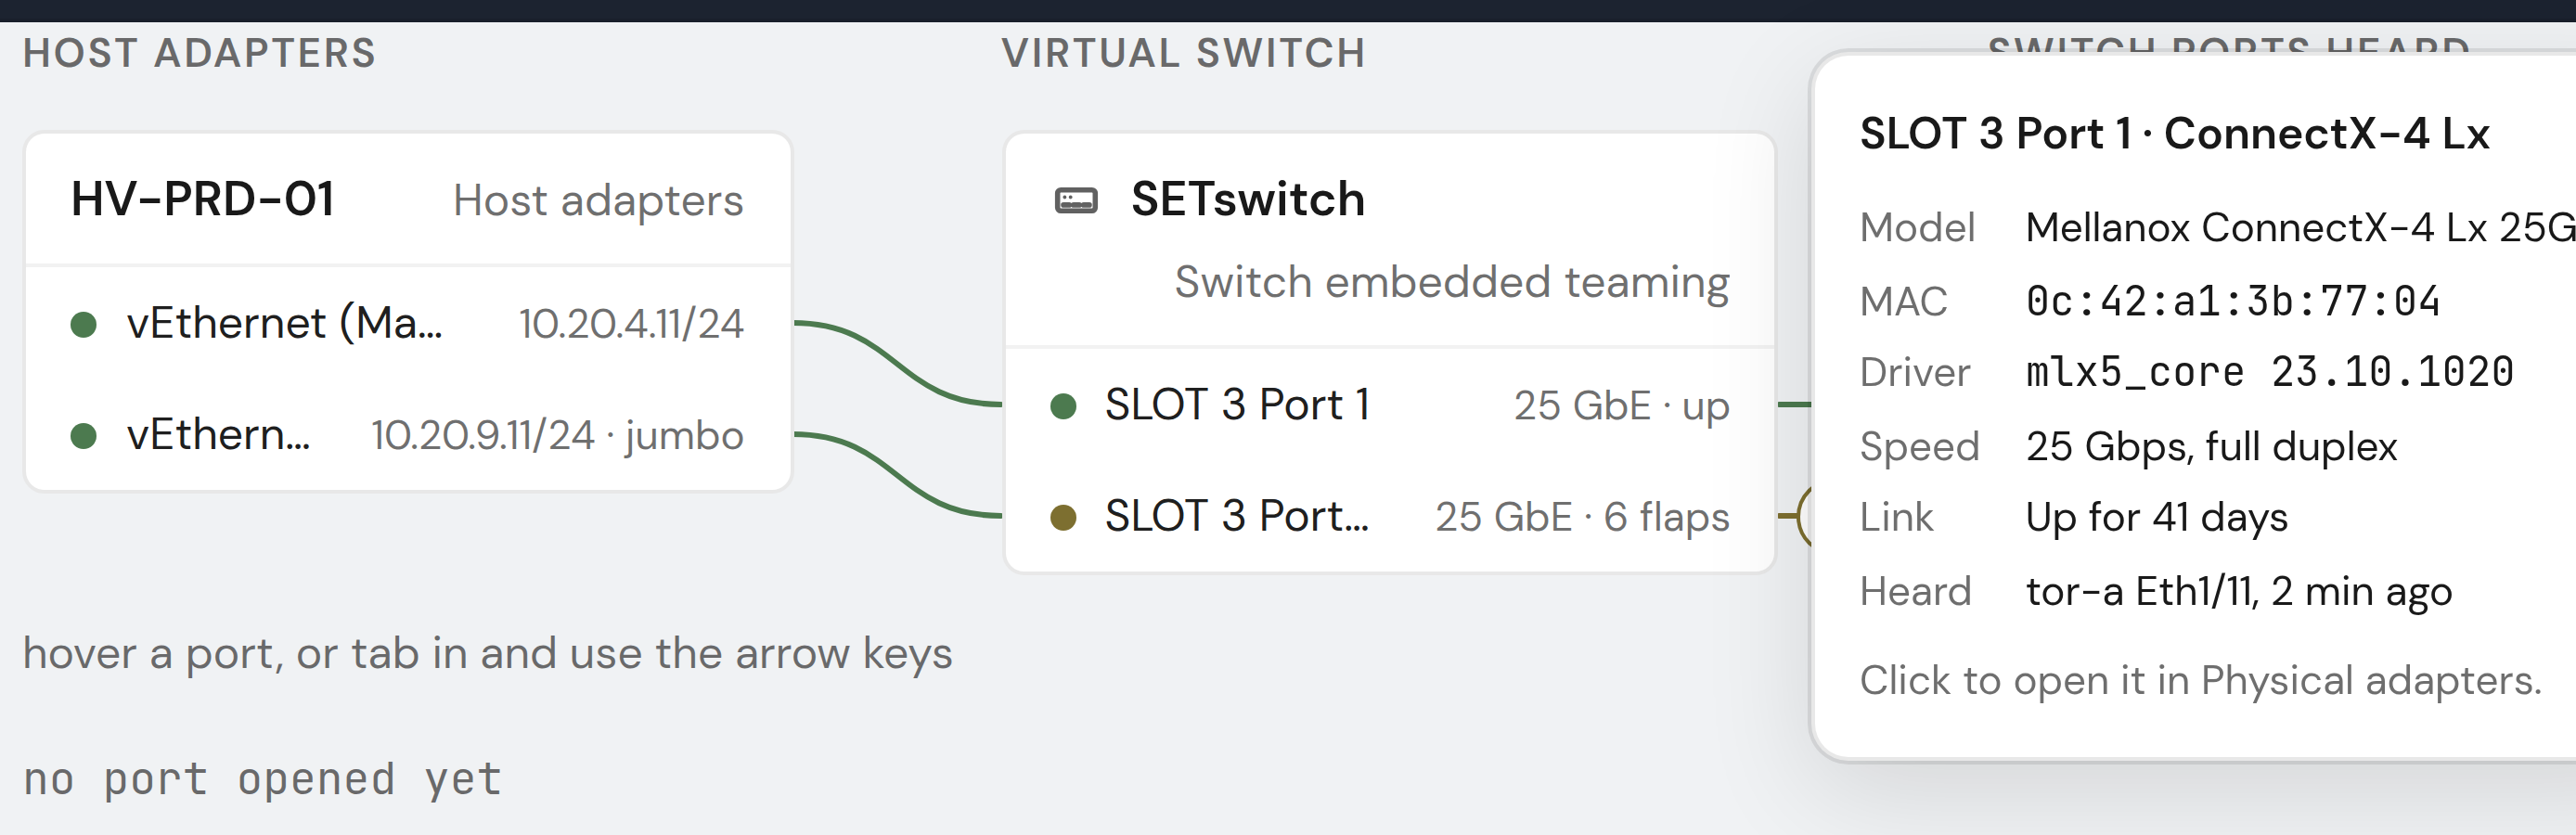 HOST ADAPTERS
VIRTUAL SWITCH
SWITCH PORTS HEARD
HV-PRD-01 Host adapters
vEthernet (Ma... 10.20.4.11/24
vEthern... 10.20.9.11/24 · jumbo
SETswitch
Switch embedded teaming
SLOT 3 Port 1 25 GbE · up
SLOT 3 Port... 25 GbE · 6 flaps
SLOT 3 Port 1 · ConnectX-4 Lx
Model Mellanox ConnectX-4 Lx 25G
MAC 0c:42:a1:3b:77:04
Driver mlx5_core 23.10.1020
Speed 25 Gbps, full duplex
Link Up for 41 days
Heard tor-a Eth1/11, 2 min ago
Click to open it in Physical adapters.
hover a port, or tab in and use the arrow keys
no port opened yet